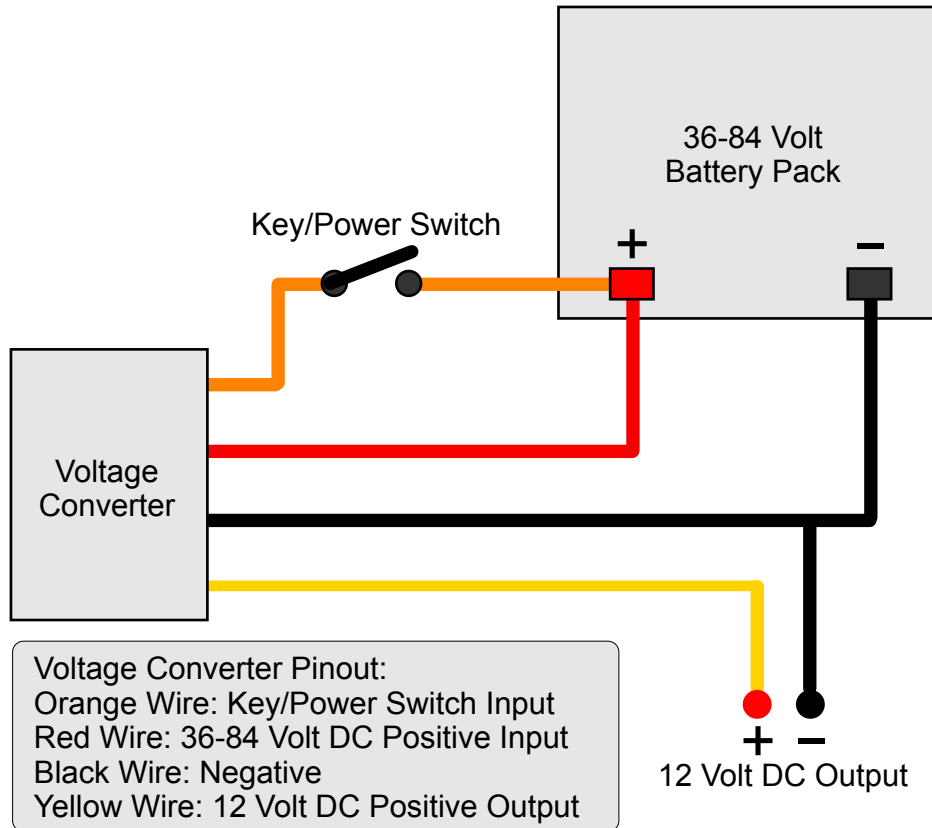 36-84 Volt
Battery Pack
Key/Power Switch
+
−
Voltage
Converter
Voltage Converter Pinout:
Orange Wire: Key/Power Switch Input
Red Wire: 36-84 Volt DC Positive Input
Black Wire: Negative
Yellow Wire: 12 Volt DC Positive Output
+ −
12 Volt DC Output